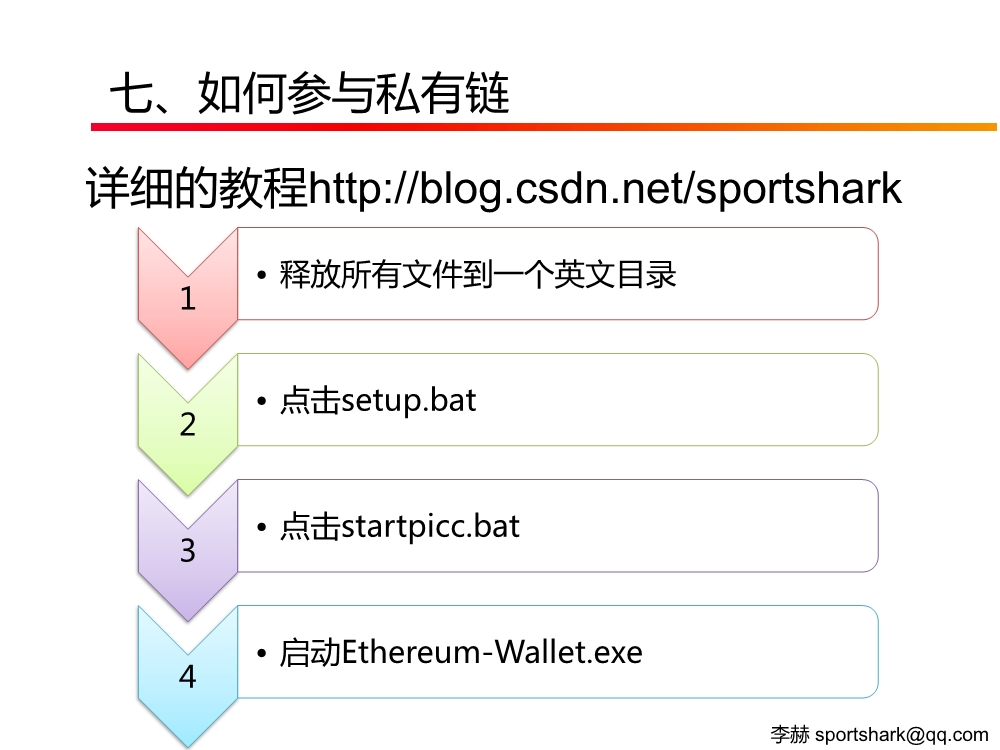 七、如何参与私有链
详细的教程http://blog.csdn.net/sportshark
1
• 释放所有文件到一个英文目录
2
• 点击setup.bat
3
• 点击startpicc.bat
4
• 启动Ethereum-Wallet.exe
李赫 sportshark@qq.com